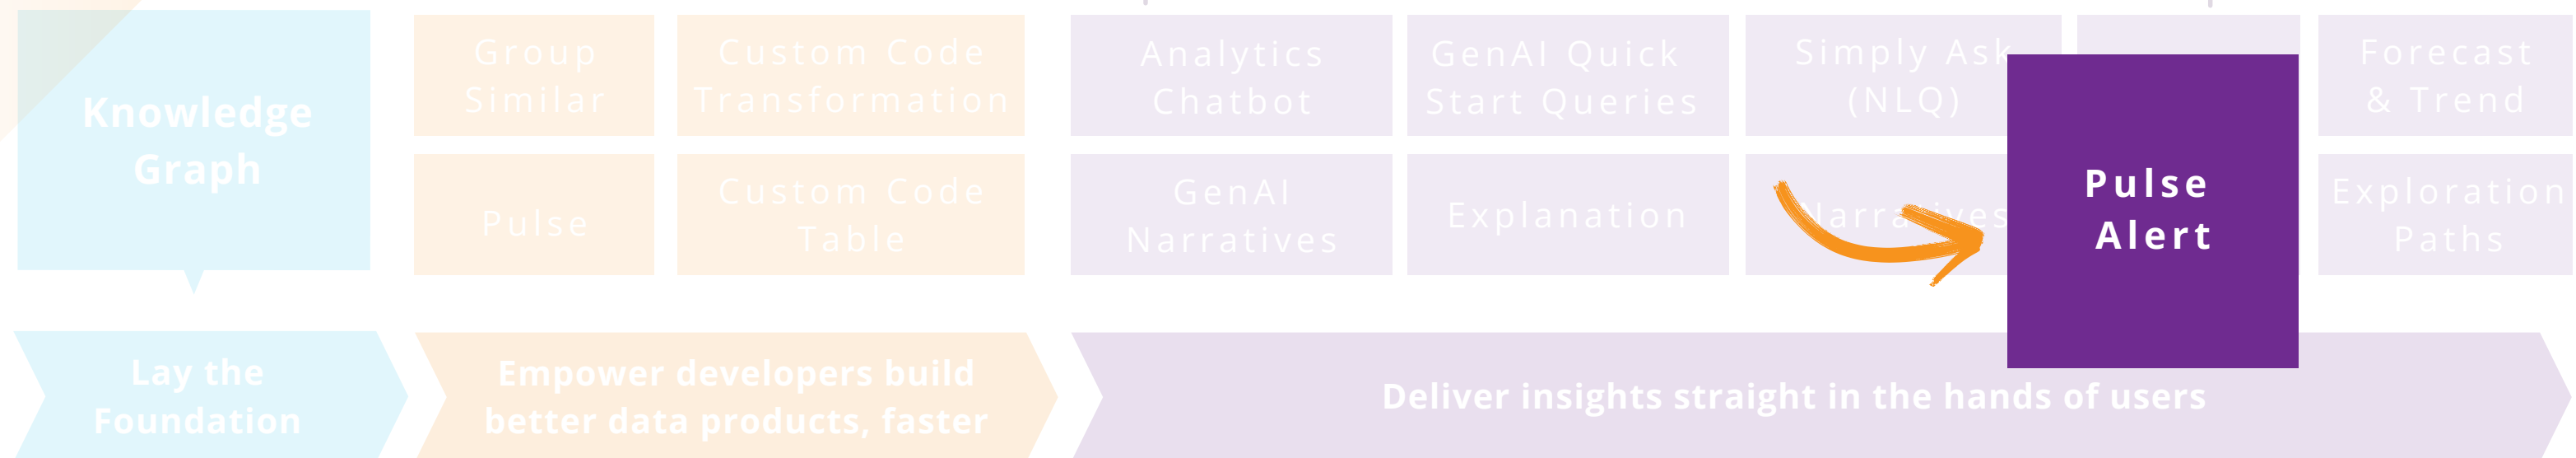 Knowledge
Graph
Group
Similar
Custom Code
Transformation
Pulse
Custom Code
Table
Analytics
Chatbot
GenAI Quick
Start Queries
Simply Ask
(NLQ)
Forecast
& Trend
GenAI
Narratives
Explanation
Narratives
Pulse
Alert
Exploration
Paths
Lay the
Foundation
Empower developers build
better data products, faster
Deliver insights straight in the hands of users